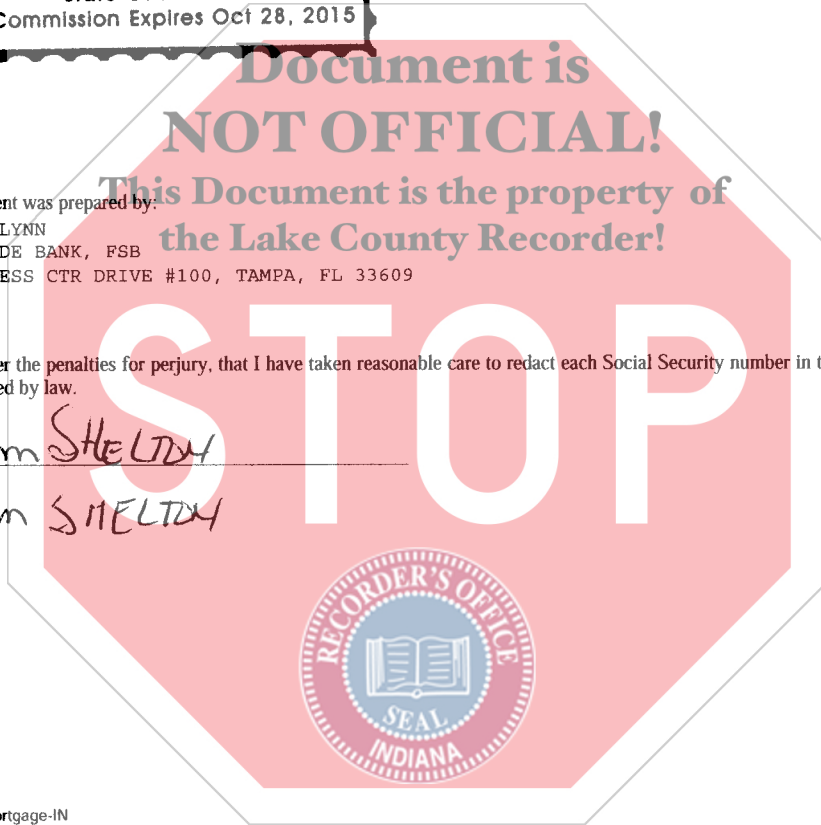 Commission Expires Oct 28, 2015
Document is
NOT OFFICIAL!
This Document is the property of
the Lake County Recorder!
ent was prepared by:
LYNN
DE BANK, FSB
ESS CTR DRIVE #100, TAMPA, FL 33609
STOP
er the penalties for perjury, that I have taken reasonable care to redact each Social Security number in t
ed by law.
m SHELTON
m SHELTON
RECORDER'S OFFICE
SEAL
INDIANA
ortgage-IN